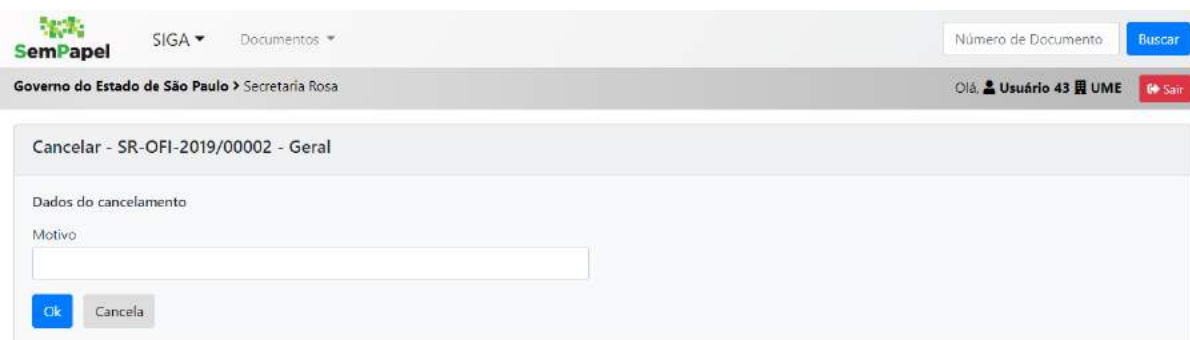 SemPapel
SIGA Documentos Número de Documento Buscar
Governo do Estado de São Paulo > Secretaria Rosa Olá, Usuário 43 UME Sair
Cancelar - SR-OFI-2019/00002 - Geral
Dados do cancelamento
Motivo
Ok Cancela